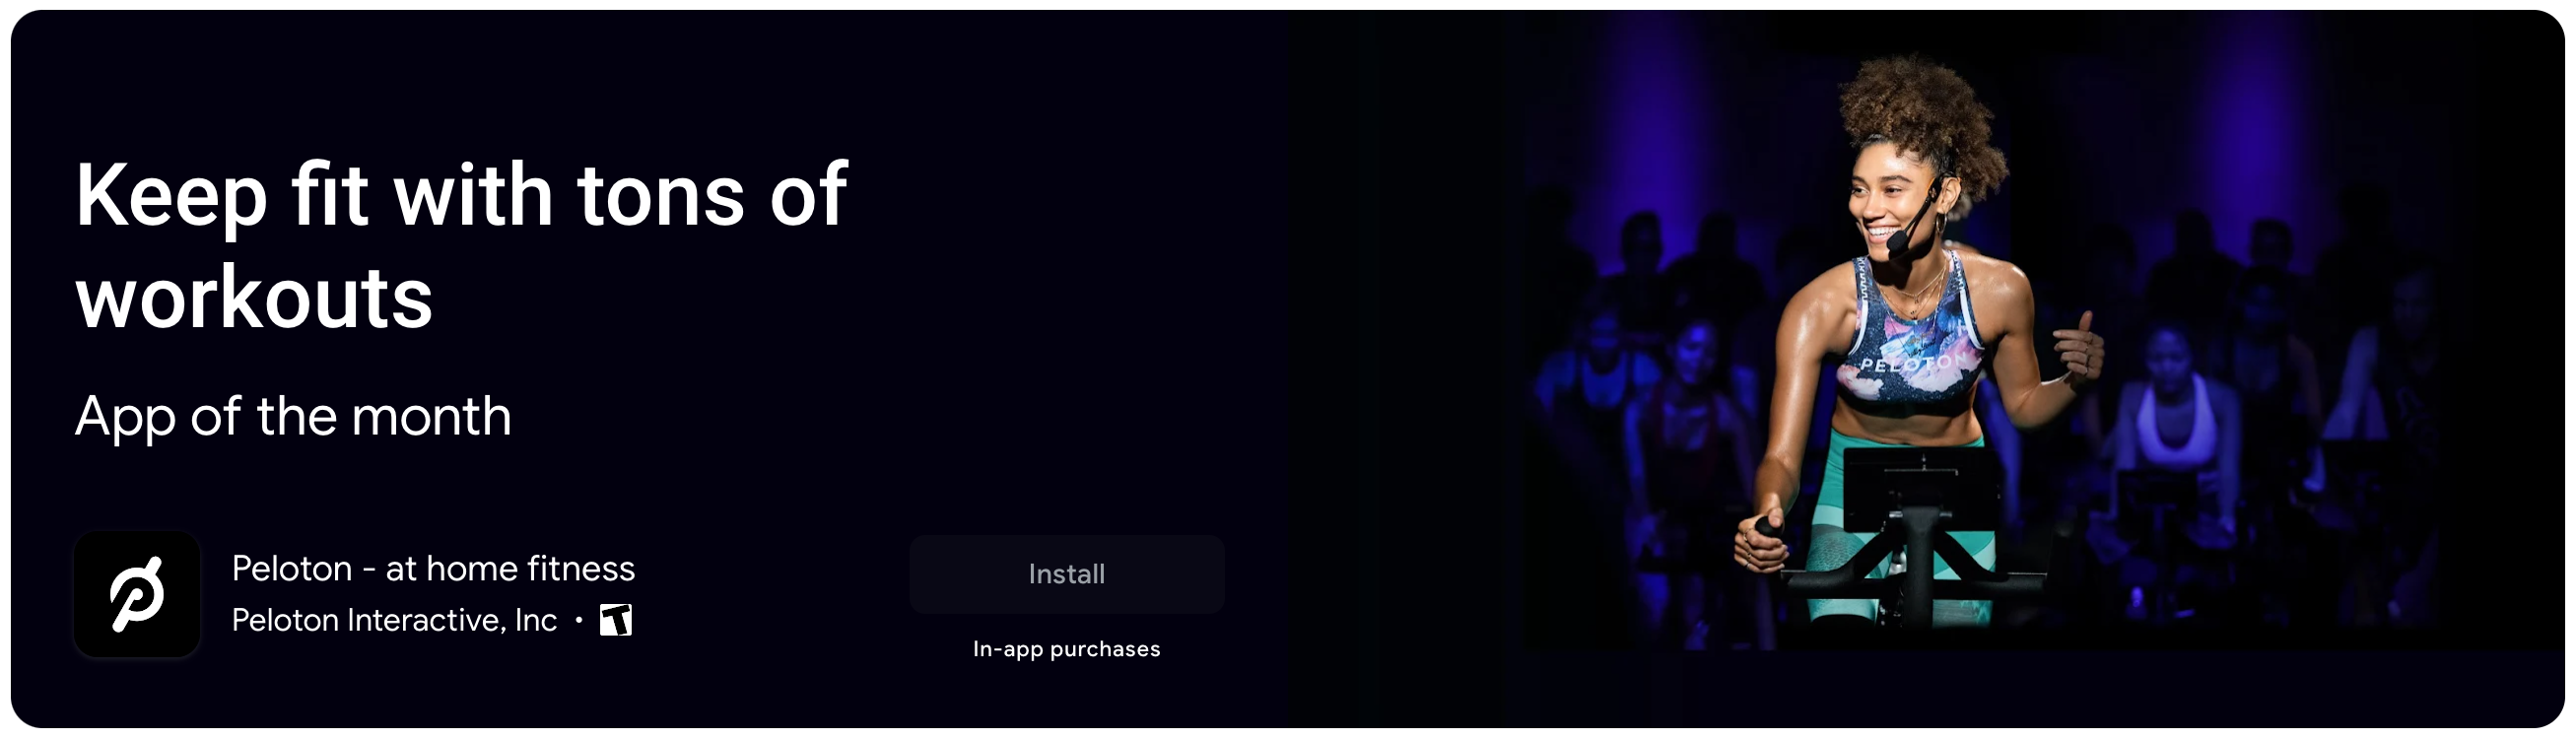 Keep fit with tons of
workouts
App of the month
Peloton - at home fitness
Peloton Interactive, Inc • T
Install
In-app purchases
PELOTON